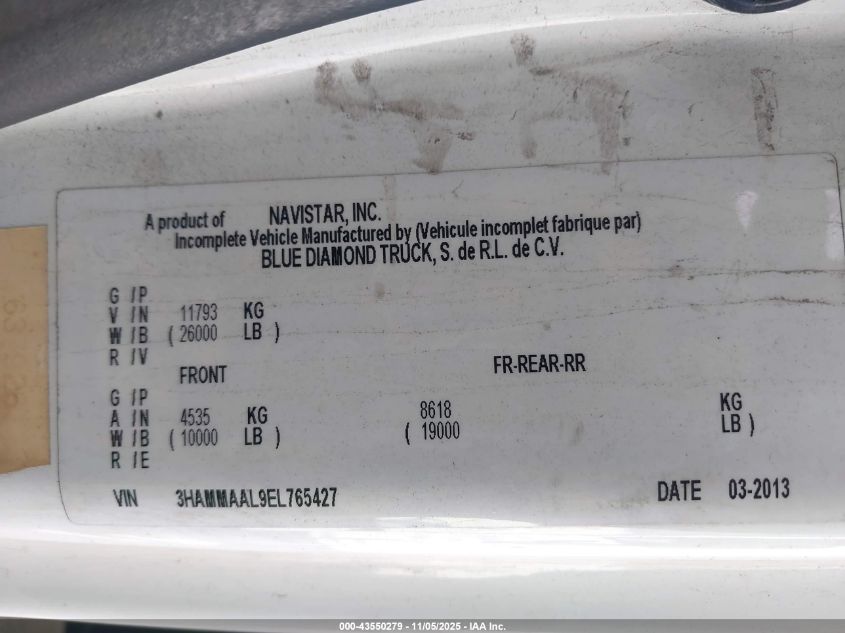 A product of NAVISTAR, INC.
Incomplete Vehicle Manufactured by (Vehicule incomplet fabrique par)
BLUE DIAMOND TRUCK, S. de R.L. de C.V.
G /P
V /N 11793 KG
W /B ( 26000 LB )
R /V
FRONT FR-REAR-RR
G /P
A /N 4535 KG 8618 KG
W /B ( 10000 LB ) ( 19000 LB )
R /E
VIN 3HAMMAAL9EL765427 DATE 03-2013
000-43550279 - 11/05/2025 - IAA Inc.